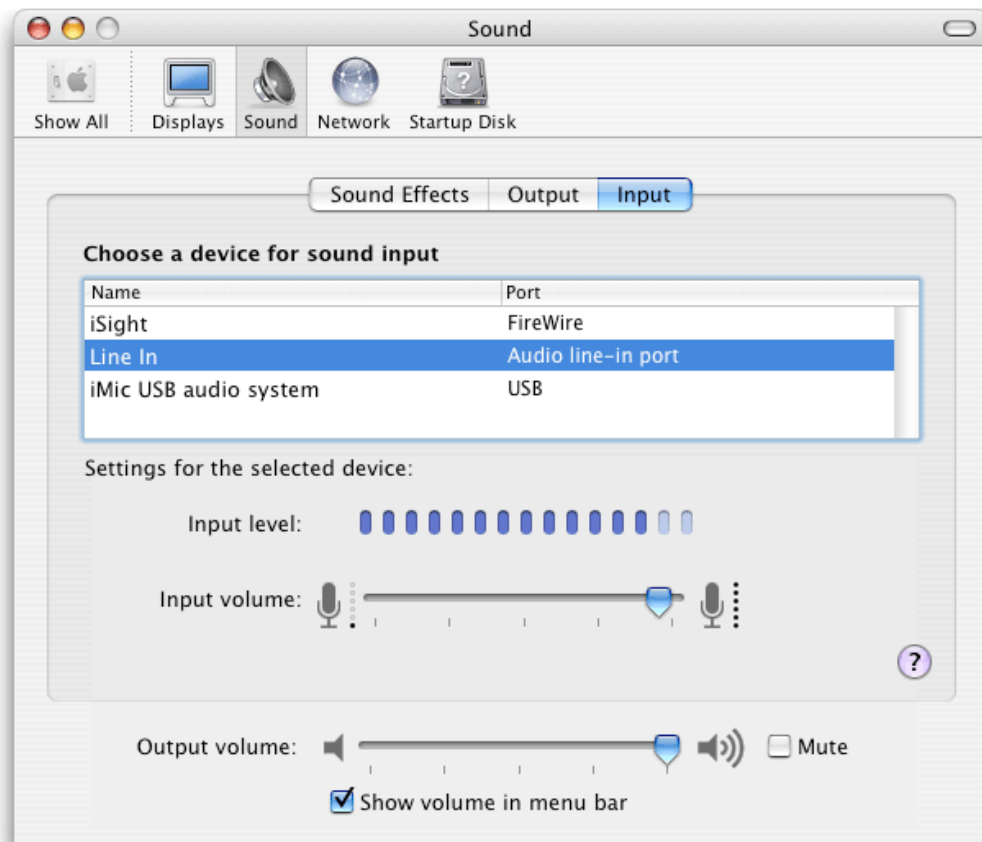 Sound
Show All Displays Sound Network Startup Disk
Sound Effects Output Input
Choose a device for sound input
Name Port
iSight FireWire
Line In Audio line-in port
iMic USB audio system USB
Settings for the selected device:
Input level:
Input volume:
?
Output volume: Mute
Show volume in menu bar